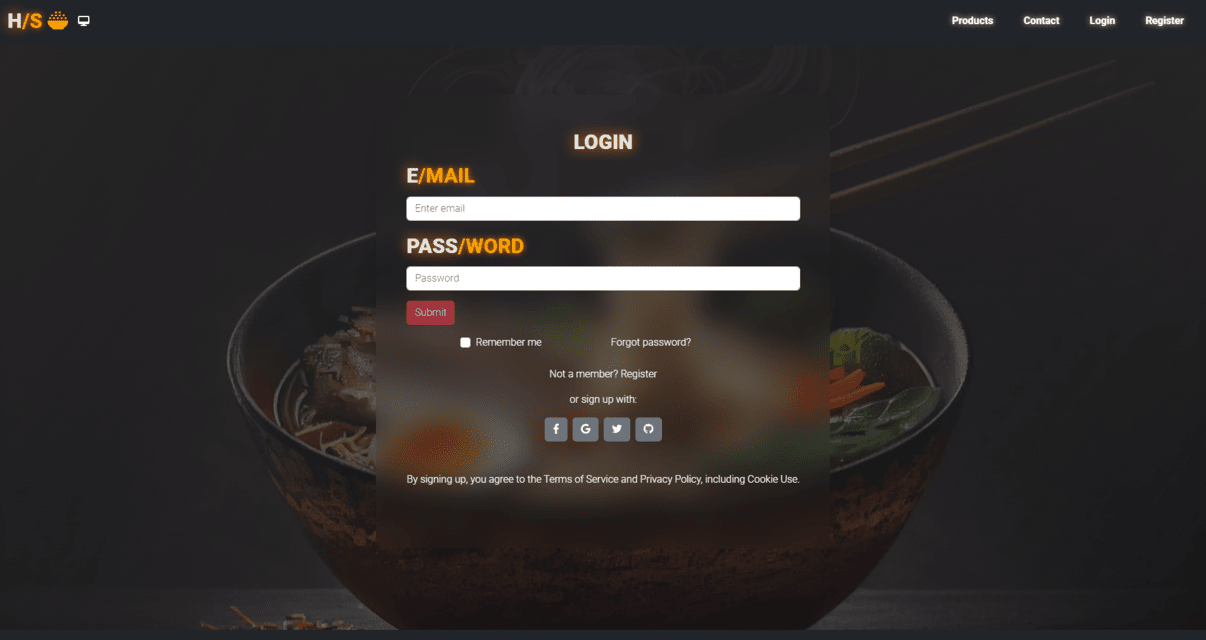 H/S
Products Contact Login Register
LOGIN
E/MAIL
Enter email
PASS/WORD
Password
Submit
Remember me Forgot password?
Not a member? Register
or sign up with:
By signing up, you agree to the Terms of Service and Privacy Policy, including Cookie Use.